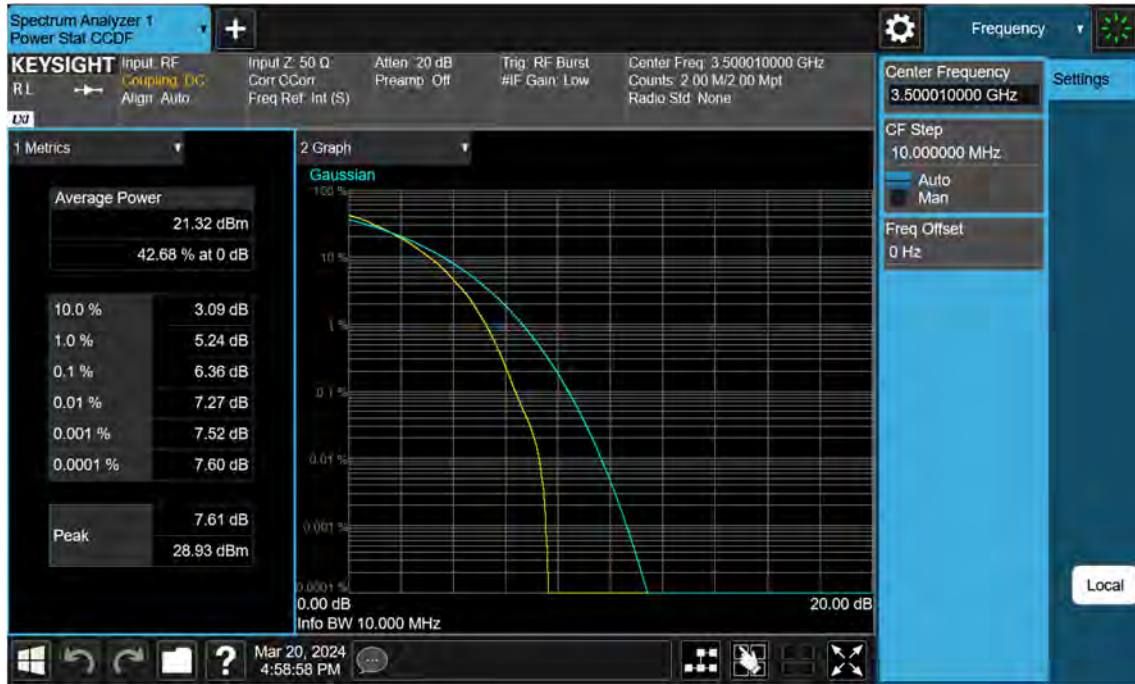 Spectrum Analyzer 1
Power Stat CCDF
+
Frequency
KEYSIGHT
RL
LXI
Input: RF
Coupling: DC
Align: Auto
Input Z: 50 Ω
Corr CCorr
Freq Ref: Int (S)
Atten: 20 dB
Preamp: Off
Trig: RF Burst
#IF Gain: Low
Center Freq: 3.500010000 GHz
Counts: 2.00 M/2.00 Mpt
Radio Std: None
Center Frequency
3.500010000 GHz
Settings
CF Step
10.000000 MHz
Auto
Man
Freq Offset
0 Hz
Local
1 Metrics
Average Power
21.32 dBm
42.68 % at 0 dB
10.0 % 3.09 dB
1.0 % 5.24 dB
0.1 % 6.36 dB
0.01 % 7.27 dB
0.001 % 7.52 dB
0.0001 % 7.60 dB
Peak
7.61 dB
28.93 dBm
2 Graph
Gaussian
100 %
10 %
1 %
0.1 %
0.01 %
0.001 %
0.0001 %
0.00 dB
20.00 dB
Info BW 10.000 MHz
?
Mar 20, 2024
4:58:58 PM